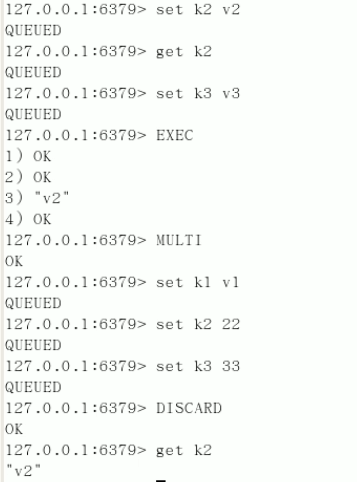 127.0.0.1:6379> set k2 v2
QUEUED
127.0.0.1:6379> get k2
QUEUED
127.0.0.1:6379> set k3 v3
QUEUED
127.0.0.1:6379> EXEC
1) OK
2) OK
3) "v2"
4) OK
127.0.0.1:6379> MULTI
OK
127.0.0.1:6379> set k1 v1
QUEUED
127.0.0.1:6379> set k2 22
QUEUED
127.0.0.1:6379> set k3 33
QUEUED
127.0.0.1:6379> DISCARD
OK
127.0.0.1:6379> get k2
"v2"